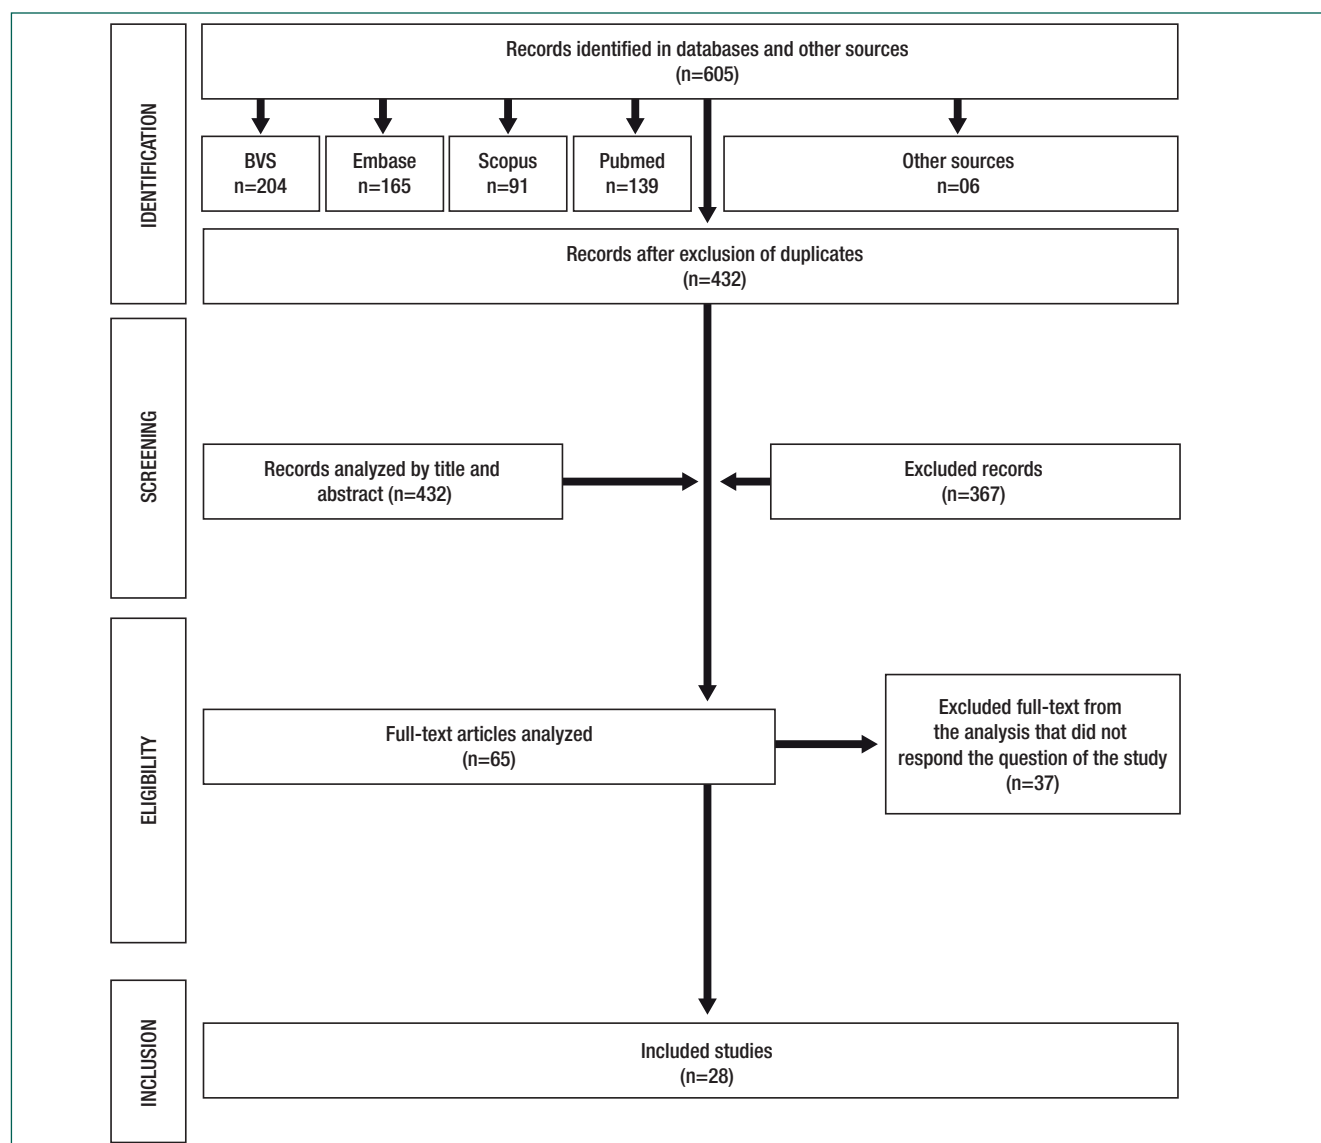 IDENTIFICATION
Records identified in databases and other sources
(n=605)
BVS
n=204
Embase
n=165
Scopus
n=91
Pubmed
n=139
Other sources
n=06
Records after exclusion of duplicates
(n=432)
SCREENING
Records analyzed by title and
abstract (n=432)
Excluded records
(n=367)
ELIGIBILITY
Full-text articles analyzed
(n=65)
Excluded full-text from
the analysis that did not
respond the question of the study
(n=37)
INCLUSION
Included studies
(n=28)